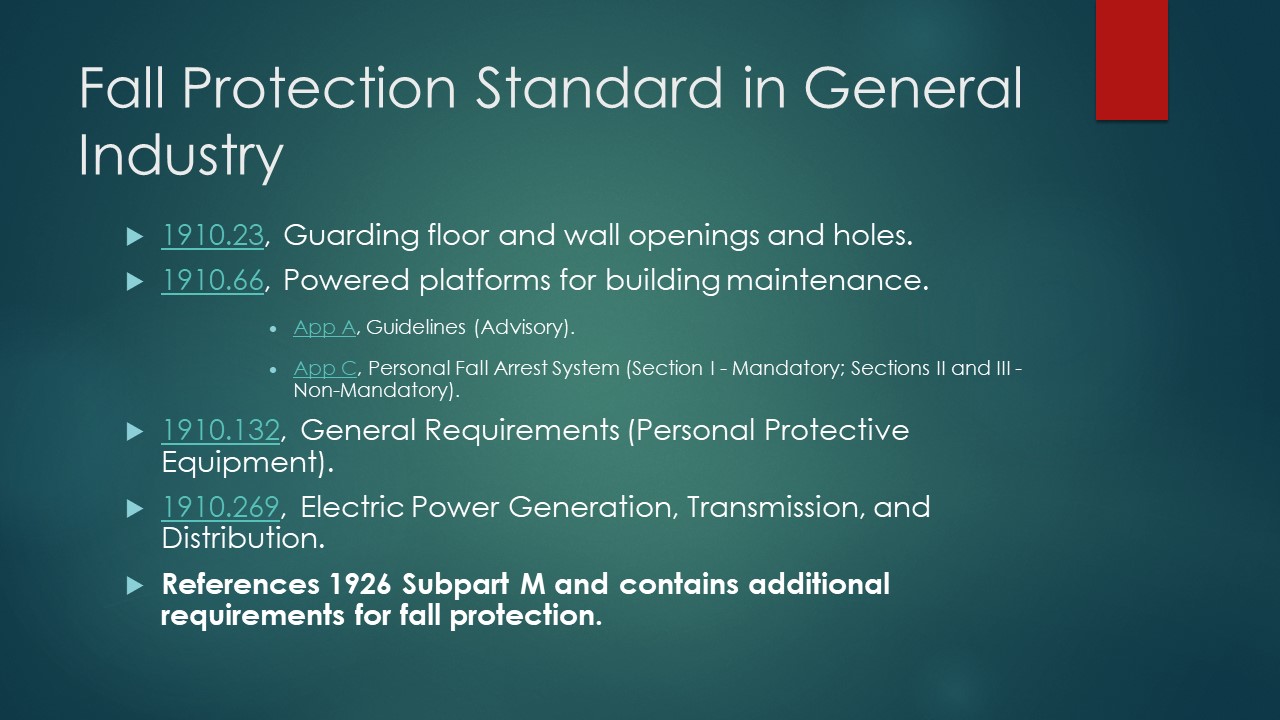 Fall Protection Standard in General
Industry
1910.23, Guarding floor and wall openings and holes.
1910.66, Powered platforms for building maintenance.
App A, Guidelines (Advisory).
App C, Personal Fall Arrest System (Section I - Mandatory; Sections II and III -
Non-Mandatory).
1910.132, General Requirements (Personal Protective
Equipment).
1910.269, Electric Power Generation, Transmission, and
Distribution.
References 1926 Subpart M and contains additional
requirements for fall protection.